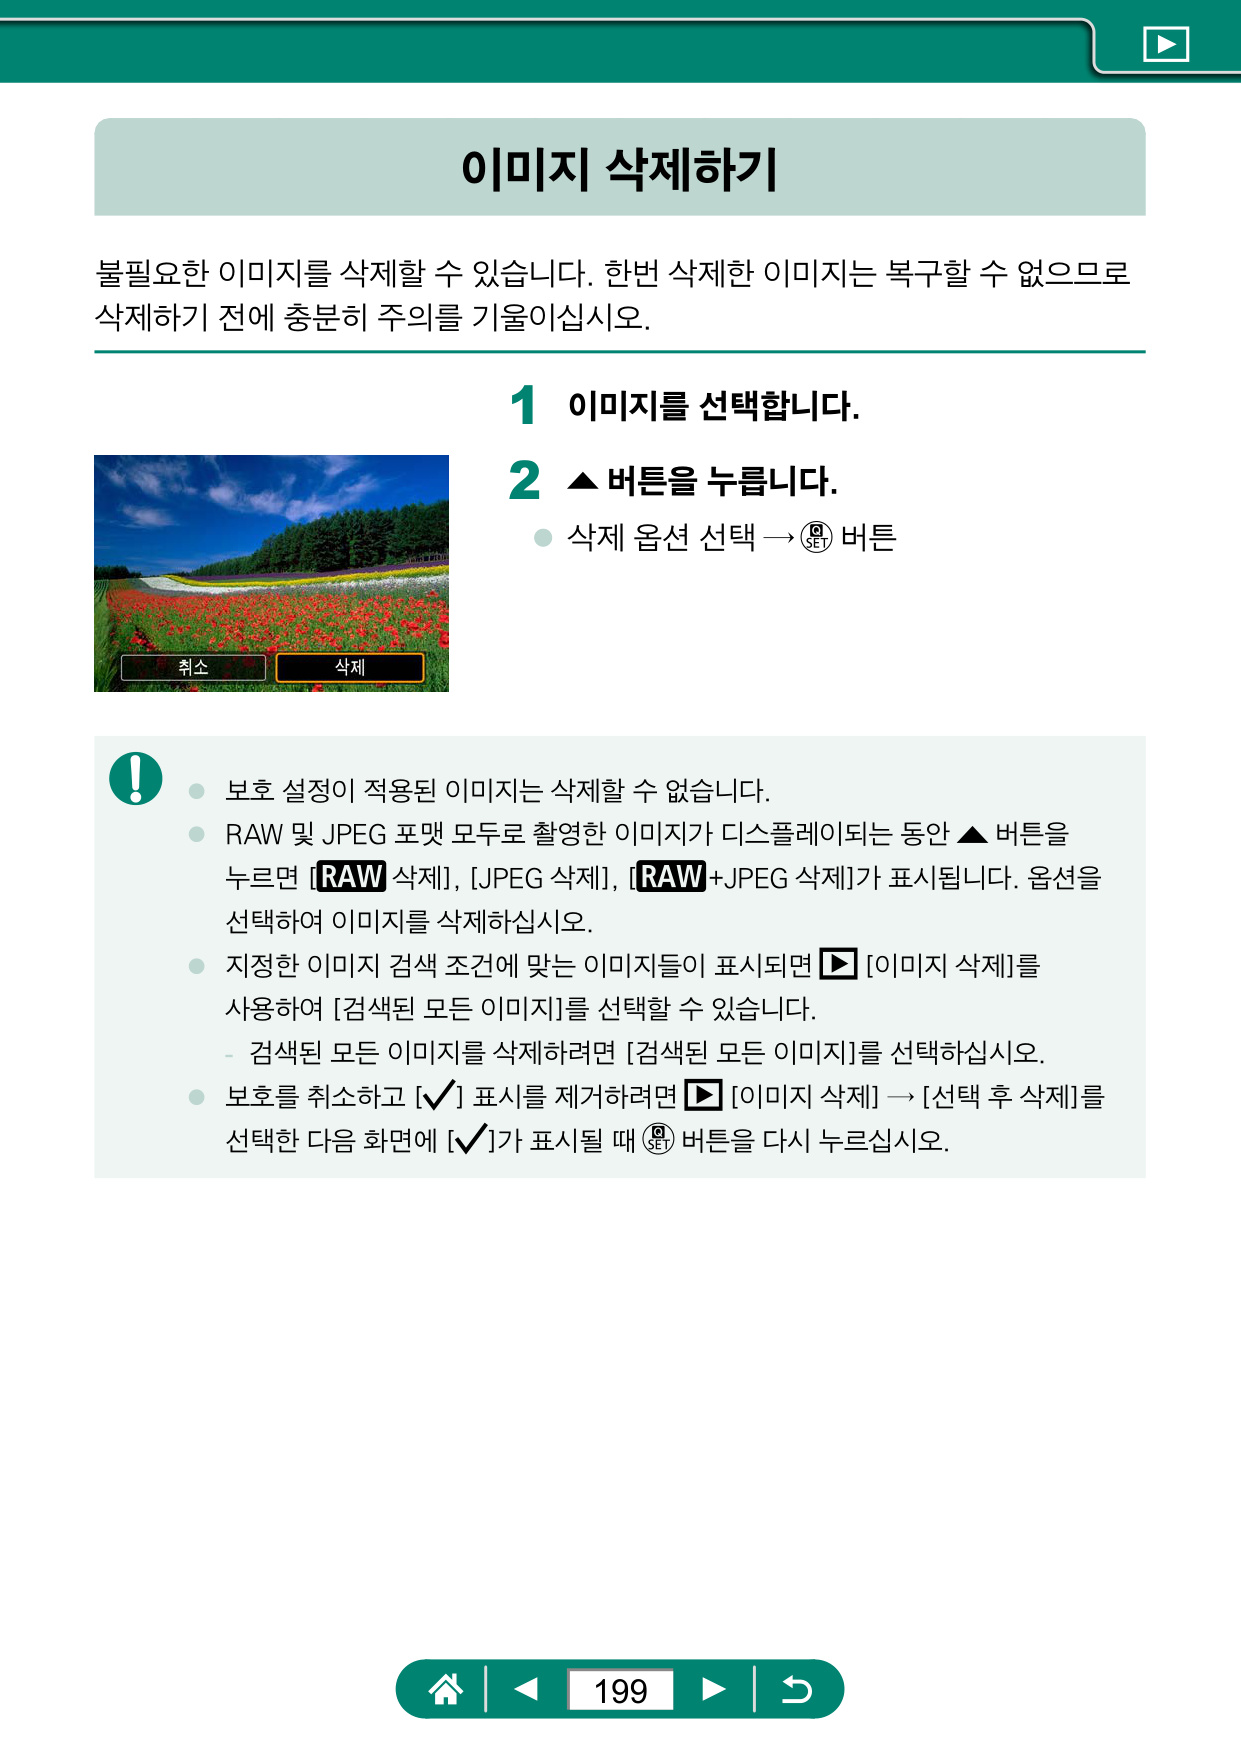 이미지 삭제하기
불필요한 이미지를 삭제할 수 있습니다. 한번 삭제한 이미지는 복구할 수 없으므로
삭제하기 전에 충분히 주의를 기울이십시오.
1 이미지를 선택합니다.
2 ▲ 버튼을 누릅니다.
● 삭제 옵션 선택 → Q SET 버튼
취소 삭제
● 보호 설정이 적용된 이미지는 삭제할 수 없습니다.
● RAW 및 JPEG 포맷 모두로 촬영한 이미지가 디스플레이되는 동안 ▲ 버튼을
누르면 [RAW 삭제], [JPEG 삭제], [RAW+JPEG 삭제]가 표시됩니다. 옵션을
선택하여 이미지를 삭제하십시오.
● 지정한 이미지 검색 조건에 맞는 이미지들이 표시되면 ▶ [이미지 삭제]를
사용하여 [검색된 모든 이미지]를 선택할 수 있습니다.
- 검색된 모든 이미지를 삭제하려면 [검색된 모든 이미지]를 선택하십시오.
● 보호를 취소하고 [✓] 표시를 제거하려면 ▶ [이미지 삭제] → [선택 후 삭제]를
선택한 다음 화면에 [✓]가 표시될 때 Q SET 버튼을 다시 누르십시오.
199